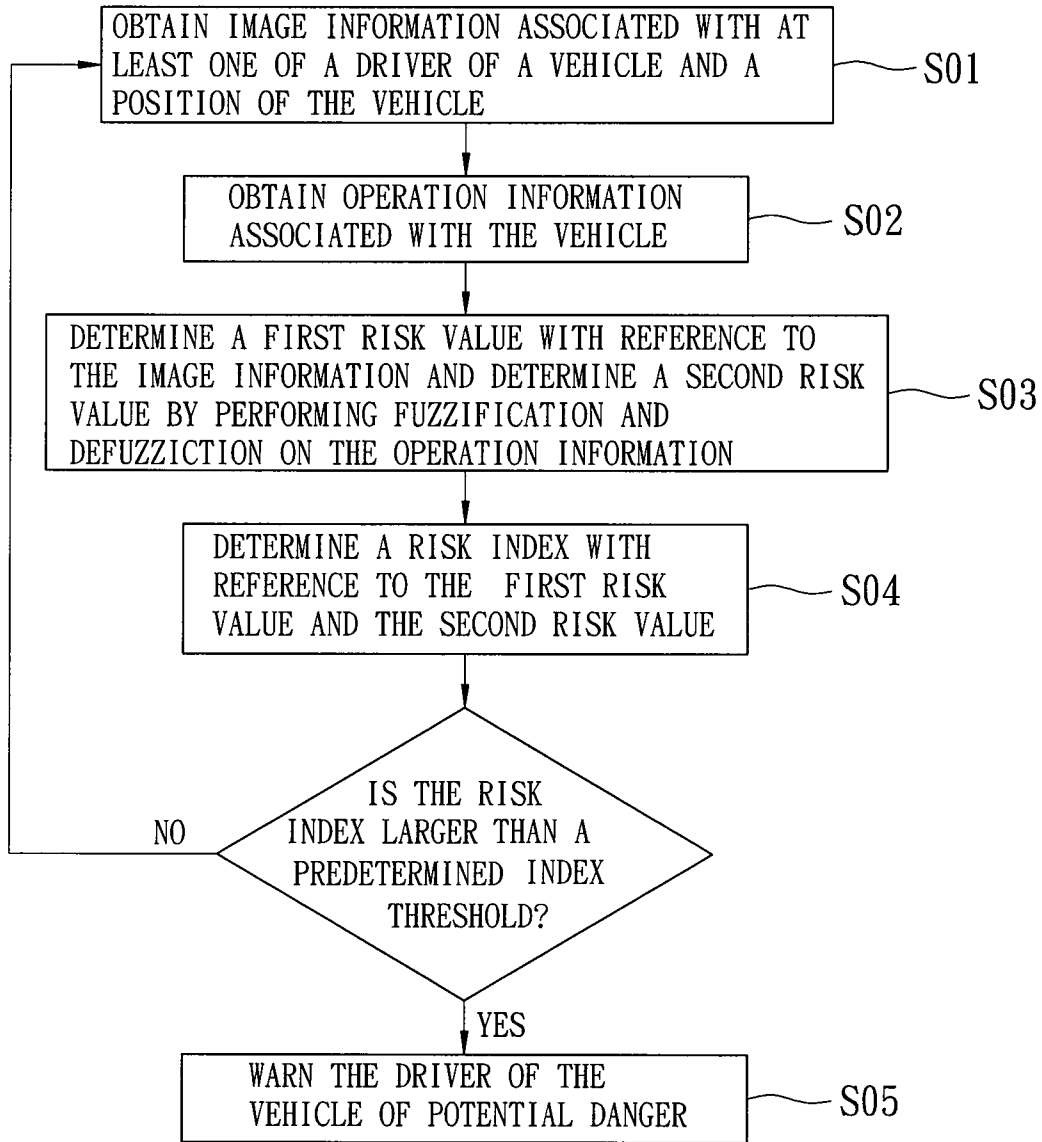 OBTAIN IMAGE INFORMATION ASSOCIATED WITH AT
LEAST ONE OF A DRIVER OF A VEHICLE AND A
POSITION OF THE VEHICLE
S01
OBTAIN OPERATION INFORMATION
ASSOCIATED WITH THE VEHICLE
S02
DETERMINE A FIRST RISK VALUE WITH REFERENCE TO
THE IMAGE INFORMATION AND DETERMINE A SECOND RISK
VALUE BY PERFORMING FUZZIFICATION AND
DEFUZZICTION ON THE OPERATION INFORMATION
S03
DETERMINE A RISK INDEX WITH
REFERENCE TO THE FIRST RISK
VALUE AND THE SECOND RISK VALUE
S04
IS THE RISK
INDEX LARGER THAN A
PREDETERMINED INDEX
THRESHOLD?
NO
YES
WARN THE DRIVER OF THE
VEHICLE OF POTENTIAL DANGER
S05